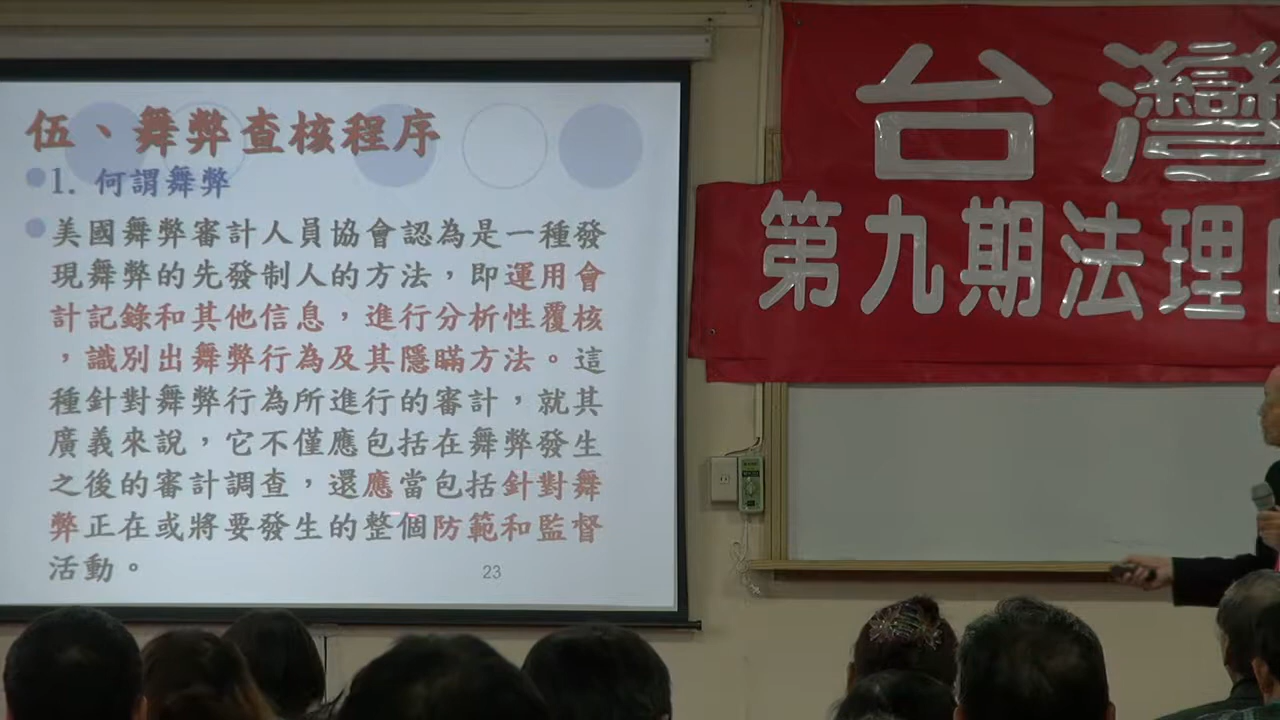 伍、舞弊查核程序
1. 何謂舞弊
美國舞弊審計人員協會認為是一種發
現舞弊的先發制人的方法，即運用會
計記錄和其他信息，進行分析性覆核
，識別出舞弊行為及其隱瞞方法。這
種針對舞弊行為所進行的審計，就其
廣義來說，它不僅應包括在舞弊發生
之後的審計調查，還應當包括針對舞
弊正在或將要發生的整個防範和監督
活動。
23
台灣
第九期法理